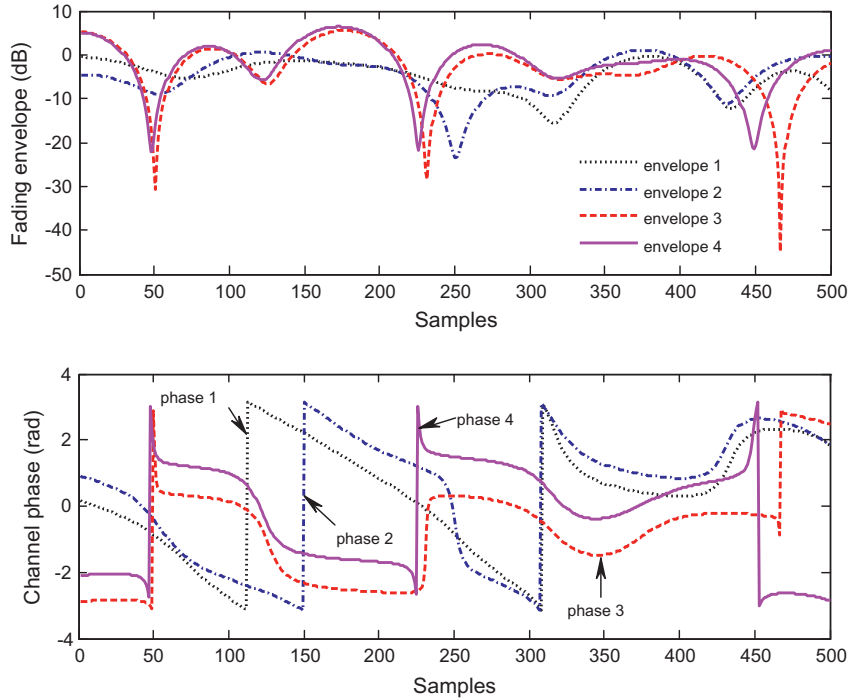 10
0
-10
-20
-30
-40
-50
Fading envelope (dB)
envelope 1
envelope 2
envelope 3
envelope 4
0 50 100 150 200 250 300 350 400 450 500
Samples
4
2
0
-2
-4
Channel phase (rad)
phase 1
phase 2
phase 4
phase 3
0 50 100 150 200 250 300 350 400 450 500
Samples